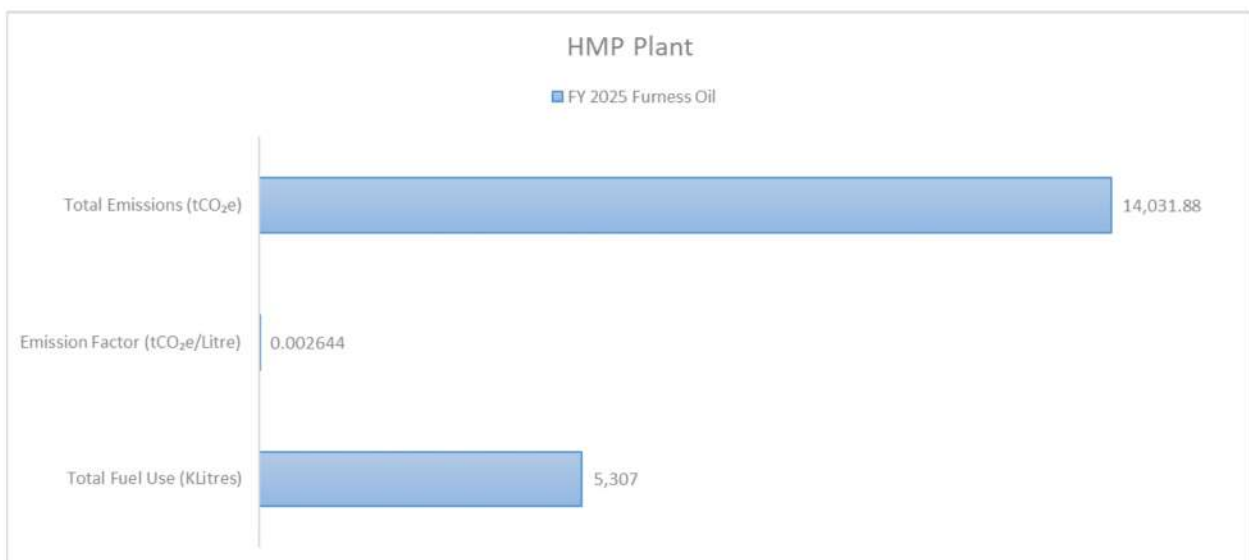 HMP Plant
FY 2025 Furness Oil
Total Emissions (tCO₂e)
14,031.88
Emission Factor (tCO₂e/Litre)
0.002644
Total Fuel Use (KLitres)
5,307